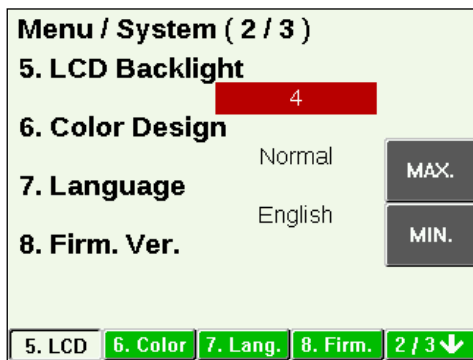 Menu / System ( 2 / 3 )
5. LCD Backlight
4
6. Color Design
Normal
MAX.
7. Language
English
MIN.
8. Firm. Ver.
5. LCD 6. Color 7. Lang. 8. Firm. 2 / 3